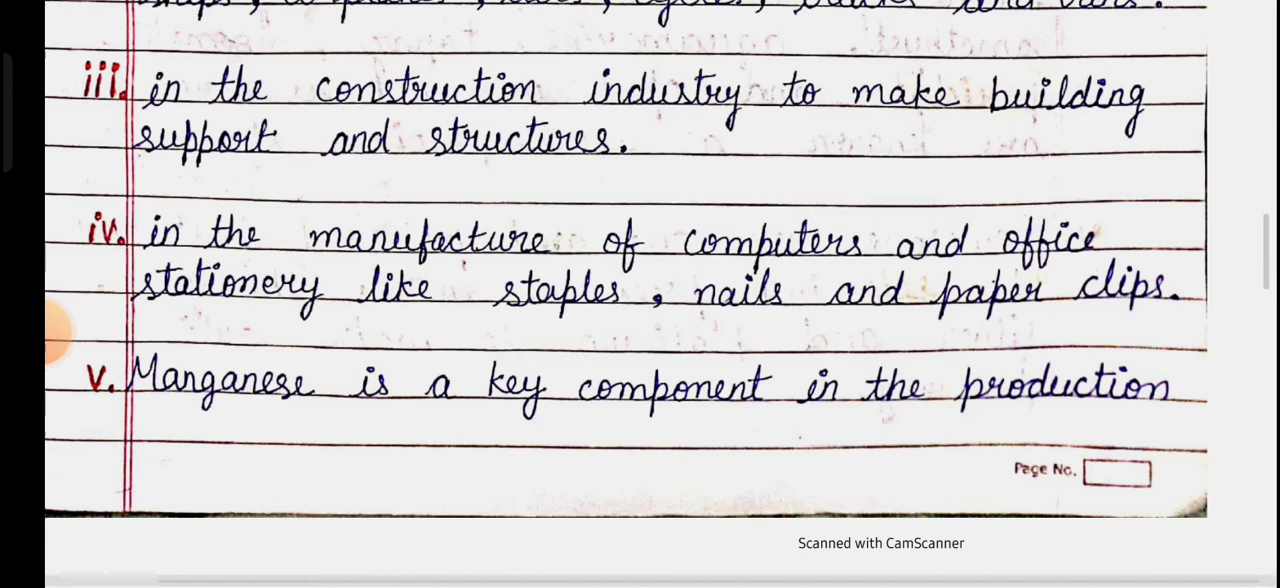 iii. in the construction industry to make building
support and structures.
iv. in the manufacture of computers and office
stationery like staples, nails and paper clips.
v. Manganese is a key component in the production
Page No.
Scanned with CamScanner